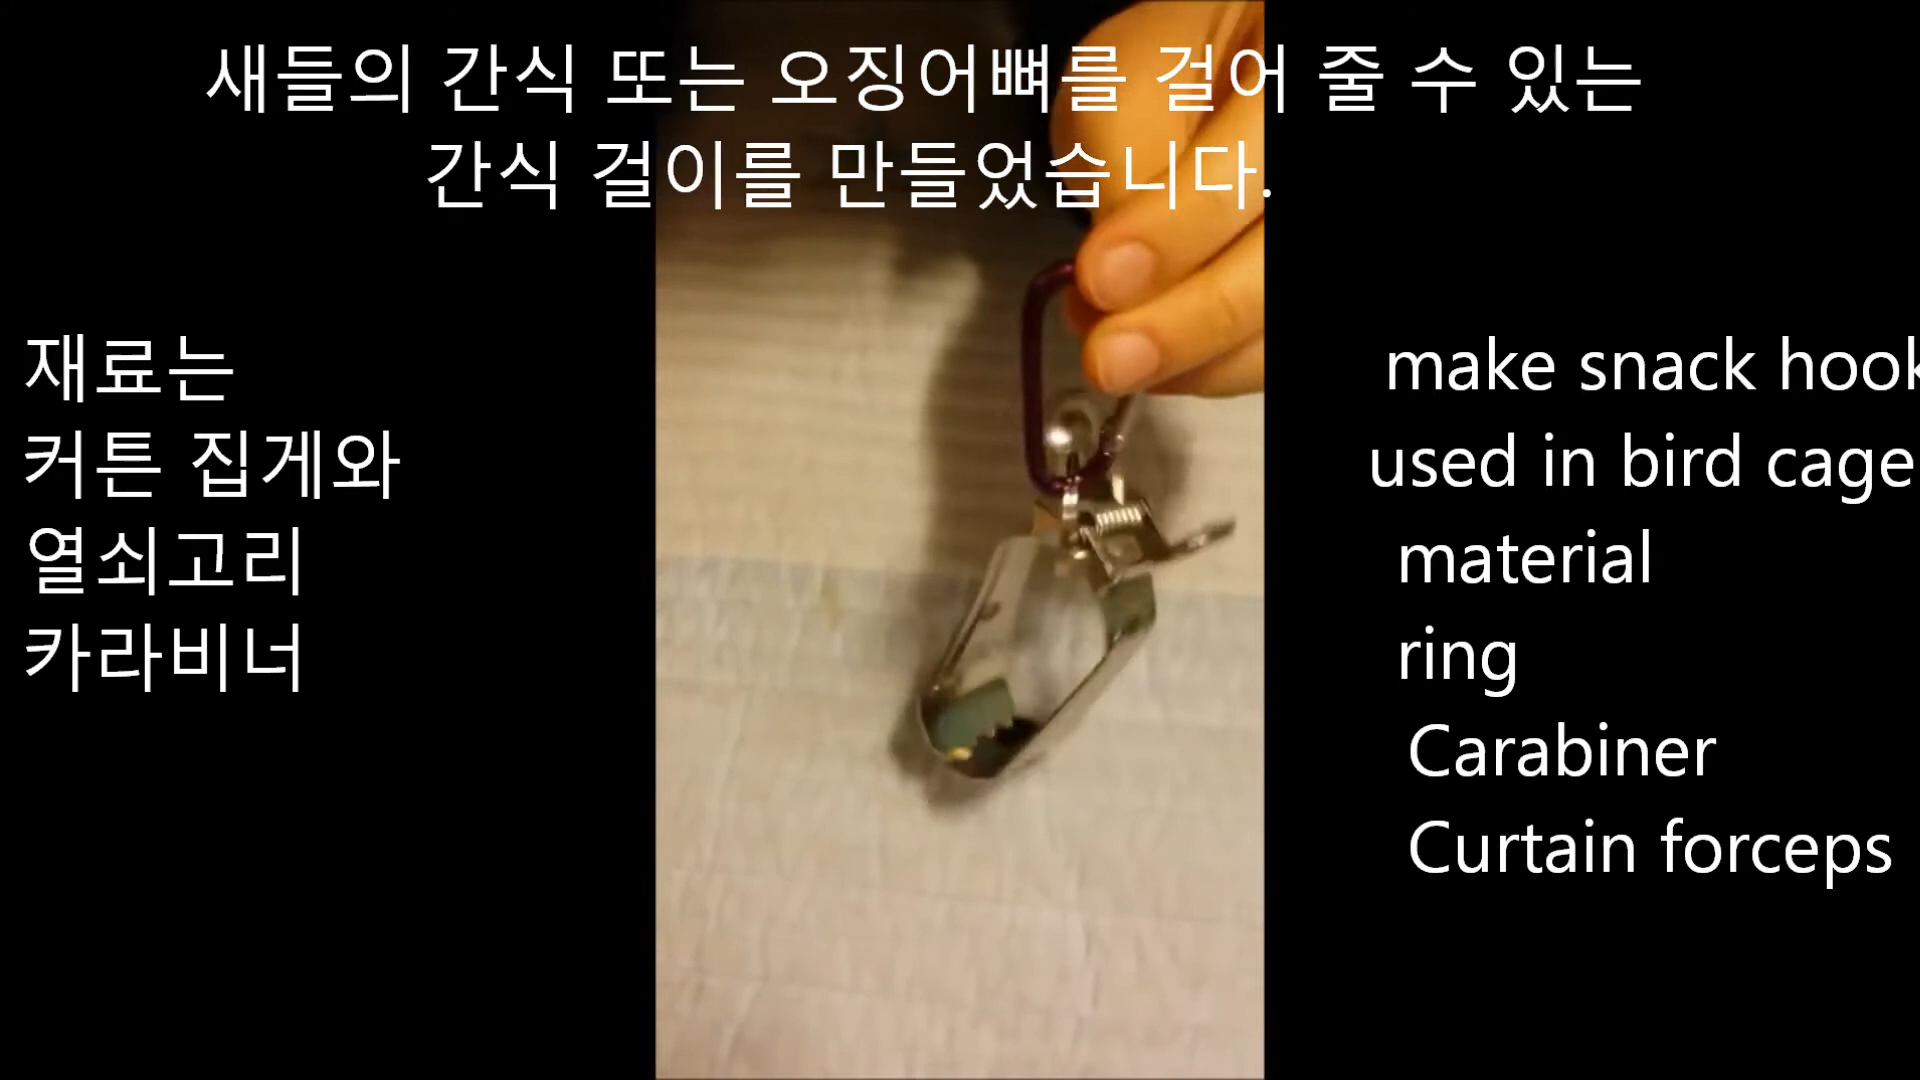 새들의 간식 또는 오징어뼈를 걸어 줄 수 있는
간식 걸이를 만들었습니다.
재료는
커튼 집게와
열쇠고리
카라비너
make snack hook
used in bird cage
material
ring
Carabiner
Curtain forceps